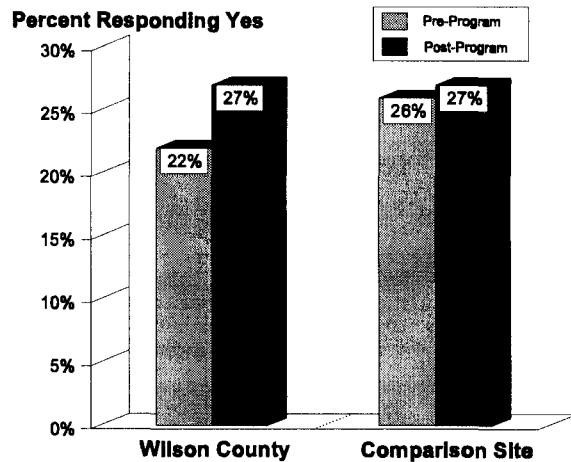 Percent Responding Yes
Pre-Program
Post-Program
30%
25%
20%
15%
10%
5%
0%
22%
27%
26%
27%
Wilson County
Comparison Site